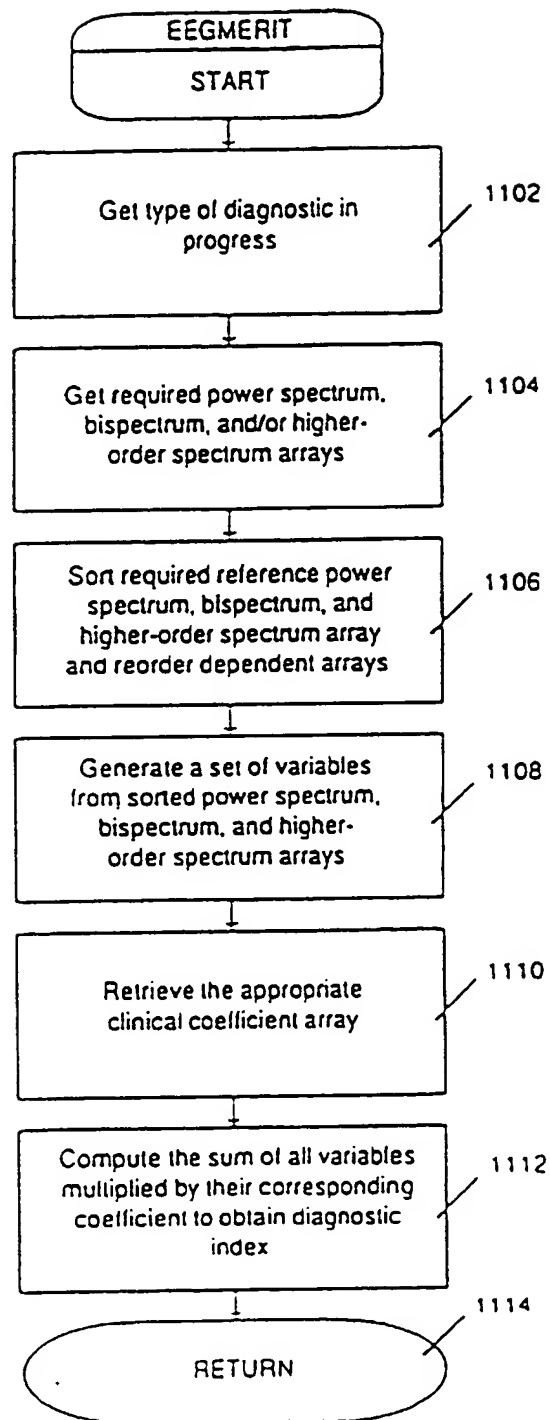 EEGMERIT
START
Get type of diagnostic in
progress
1102
Get required power spectrum,
bispectrum, and/or higher-
order spectrum arrays
1104
Sort required reference power
spectrum, bispectrum, and
higher-order spectrum array
and reorder dependent arrays
1106
Generate a set of variables
from sorted power spectrum,
bispectrum, and higher-
order spectrum arrays
1108
Retrieve the appropriate
clinical coefficient array
1110
Compute the sum of all variables
multiplied by their corresponding
coefficient to obtain diagnostic
index
1112
RETURN
1114